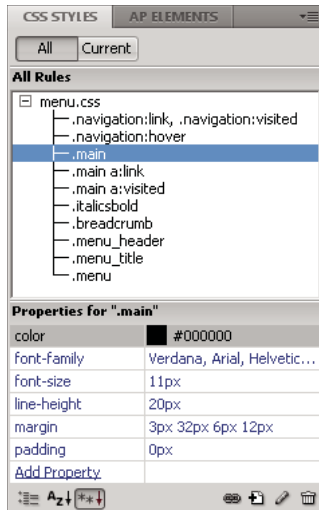 CSS STYLES AP ELEMENTS
All Current
All Rules
menu.css
.navigation:link, .navigation:visited
.navigation:hover
.main
.main a:link
.main a:visited
.italicsbold
.breadcrumb
.menu_header
.menu_title
.menu
Properties for ".main"
color #000000
font-family Verdana, Arial, Helvetic...
font-size 11px
line-height 20px
margin 3px 32px 6px 12px
padding 0px
Add Property
AZ↓ **↓